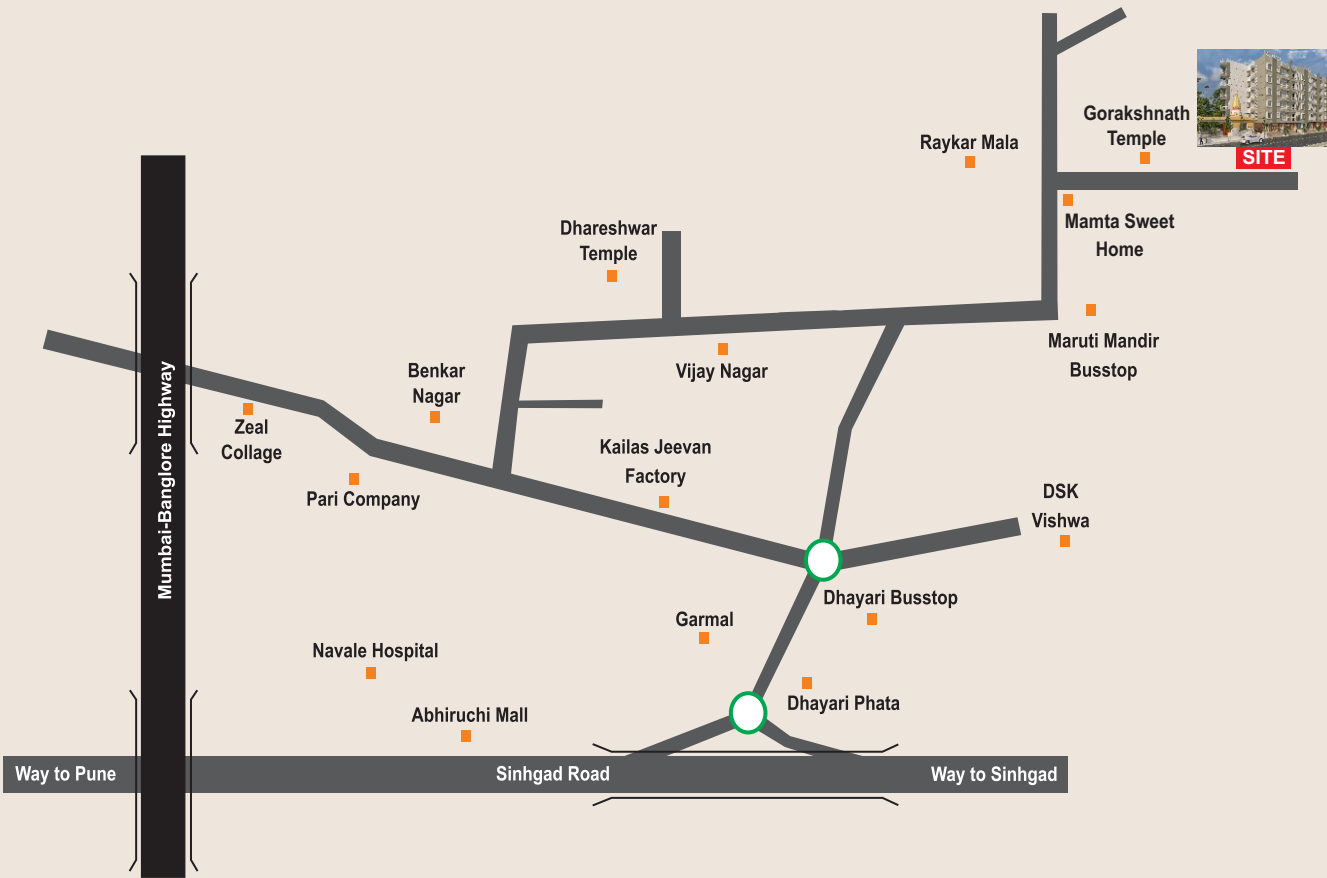 Gorakshnath
Temple
Raykar Mala
SITE
Mamta Sweet
Home
Dhareshwar
Temple
Maruti Mandir
Busstop
Vijay Nagar
Benkar
Nagar
Zeal
Collage
Kailas Jeevan
Factory
Pari Company
DSK
Vishwa
Mumbai-Banglore Highway
Dhayari Busstop
Garmal
Navale Hospital
Dhayari Phata
Abhiruchi Mall
Way to Pune
Sinhgad Road
Way to Sinhgad